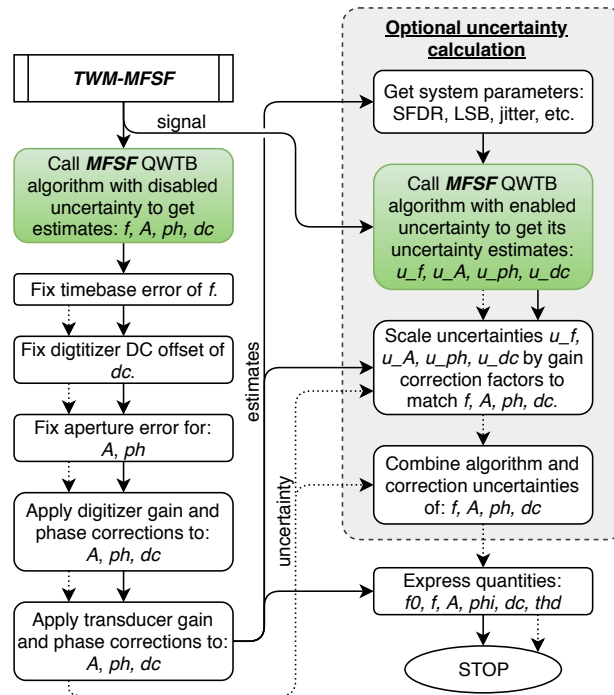 TWM-MFSF
Call MFSF QWTB
algorithm with disabled
uncertainty to get
estimates: f, A, ph, dc
Fix timebase error of f.
Fix digtitizer DC offset of
dc.
Fix aperture error for:
A, ph
Apply digitizer gain and
phase corrections to:
A, ph, dc
Apply transducer gain
and phase corrections to:
A, ph, dc
signal
estimates
uncertainty
Optional uncertainty
calculation
Get system parameters:
SFDR, LSB, jitter, etc.
Call MFSF QWTB
algorithm with enabled
uncertainty to get its
uncertainty estimates:
u_f, u_A, u_ph, u_dc
Scale uncertainties u_f,
u_A, u_ph, u_dc by gain
correction factors to
match f, A, ph, dc.
Combine algorithm and
correction uncertainties
of: f, A, ph, dc
Express quantities:
f0, f, A, phi, dc, thd
STOP